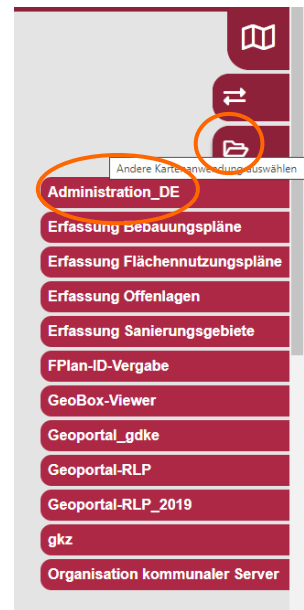 Andere Kartenanwendung auswählen
Administration_DE
Erfassung Bebauungspläne
Erfassung Flächennutzungspläne
Erfassung Offenlagen
Erfassung Sanierungsgebiete
FPlan-ID-Vergabe
GeoBox-Viewer
Geoportal_gdke
Geoportal-RLP
Geoportal-RLP_2019
gkz
Organisation kommunaler Server